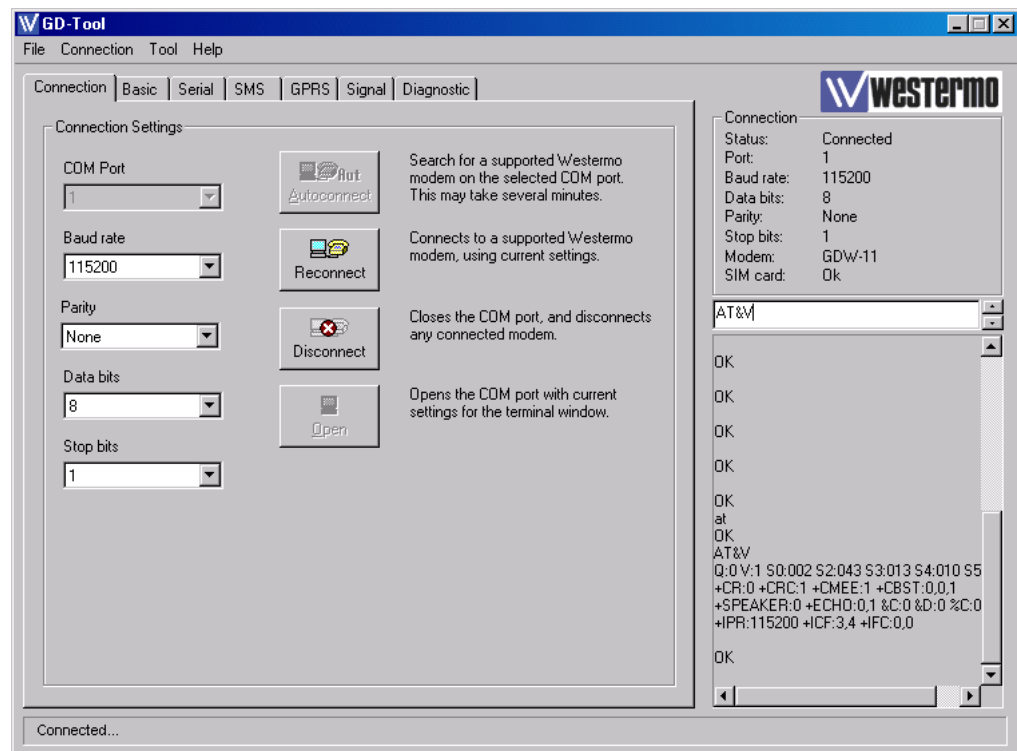 GD-Tool
File Connection Tool Help
Connection Basic Serial SMS GPRS Signal Diagnostic
Connection Settings
COM Port
1
Baud rate
115200
Parity
None
Data bits
8
Stop bits
1
Aut
Autoconnect
Search for a supported Westermo
modem on the selected COM port.
This may take several minutes.
Reconnect
Connects to a supported Westermo
modem, using current settings.
Disconnect
Closes the COM port, and disconnects
any connected modem.
Open
Opens the COM port with current
settings for the terminal window.
westermo
Connection
Status: Connected
Port: 1
Baud rate: 115200
Data bits: 8
Parity: None
Stop bits: 1
Modem: GDW-11
SIM card: Ok
AT&V
OK
OK
OK
OK
OK
at
OK
AT&V
Q:0 V:1 S0:002 S2:043 S3:013 S4:010 S5
+CR:0 +CRC:1 +CMEE:1 +CBST:0,0,1
+SPEAKER:0 +ECHO:0,1 &C:0 &D:0 %C:0
+IPR:115200 +ICF:3,4 +IFC:0,0
OK
Connected...